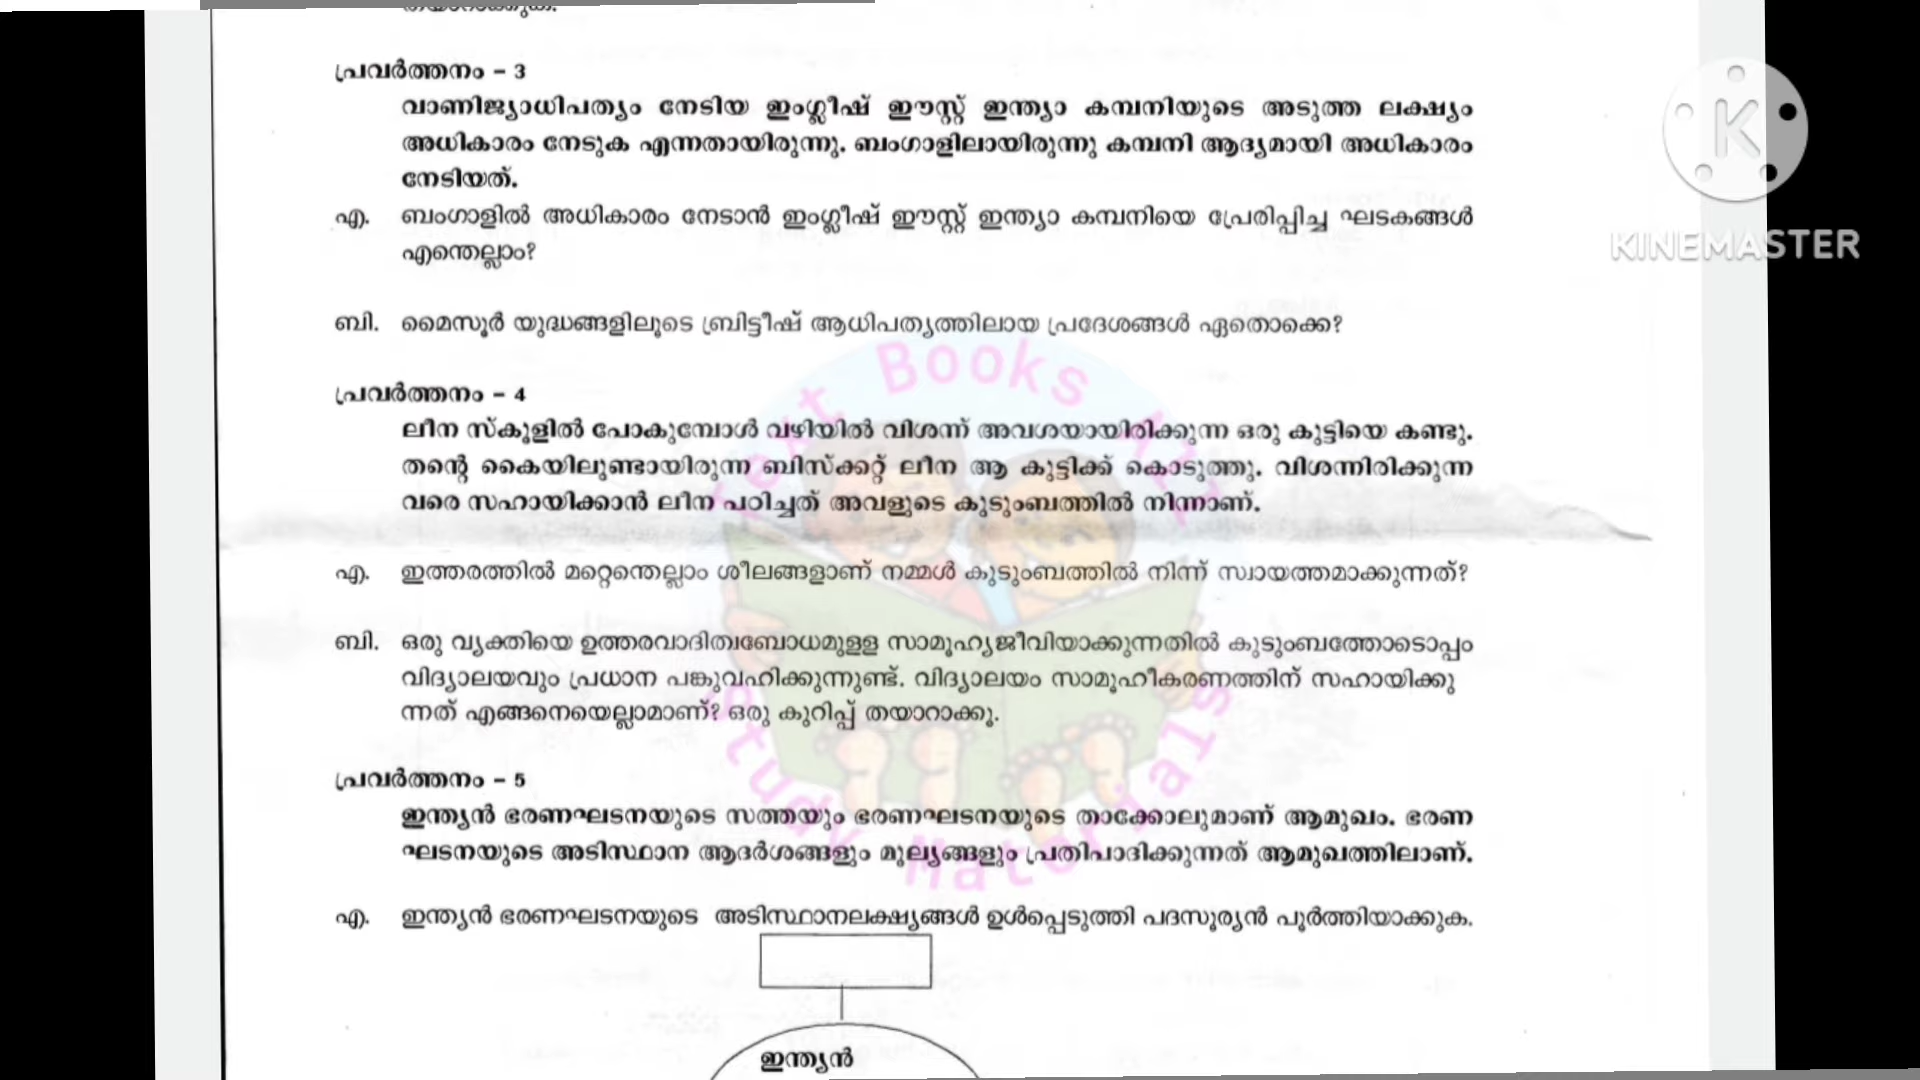 പ്രവർത്തനം – 3
വാണിജ്യാധിപത്യം നേടിയ ഇംഗ്ലീഷ് ഈസ്റ്റ് ഇന്ത്യാ കമ്പനിയുടെ അടുത്ത ലക്ഷ്യം
അധികാരം നേടുക എന്നതായിരുന്നു. ബംഗാളിലായിരുന്നു കമ്പനി ആദ്യമായി അധികാരം
നേടിയത്.
എ. ബംഗാളിൽ അധികാരം നേടാൻ ഇംഗ്ലീഷ് ഈസ്റ്റ് ഇന്ത്യാ കമ്പനിയെ പ്രേരിപ്പിച്ച ഘടകങ്ങൾ
എന്തെല്ലാം?
ബി. മൈസൂർ യുദ്ധങ്ങളിലൂടെ ബ്രിട്ടീഷ് ആധിപത്യത്തിലായ പ്രദേശങ്ങൾ ഏതൊക്കെ?
പ്രവർത്തനം – 4
ലീന സ്കൂളിൽ പോകുമ്പോൾ വഴിയിൽ വിശന്ന് അവശയായിരിക്കുന്ന ഒരു കുട്ടിയെ കണ്ടു.
തന്റെ കൈയിലുണ്ടായിരുന്ന ബിസ്ക്കറ്റ് ലീന ആ കുട്ടിക്ക് കൊടുത്തു. വിശന്നിരിക്കുന്ന
വരെ സഹായിക്കാൻ ലീന പഠിച്ചത് അവളുടെ കുടുംബത്തിൽ നിന്നാണ്.
എ. ഇത്തരത്തിൽ മറ്റെന്തെല്ലാം ശീലങ്ങളാണ് നമ്മൾ കുടുംബത്തിൽ നിന്ന് സ്വായത്തമാക്കുന്നത്?
ബി. ഒരു വ്യക്തിയെ ഉത്തരവാദിത്വബോധമുള്ള സാമൂഹ്യജീവിയാക്കുന്നതിൽ കുടുംബത്തോടൊപ്പം
വിദ്യാലയവും പ്രധാന പങ്കുവഹിക്കുന്നുണ്ട്. വിദ്യാലയം സാമൂഹീകരണത്തിന് സഹായിക്കു
ന്നത് എങ്ങനെയെല്ലാമാണ്? ഒരു കുറിപ്പ് തയാറാക്കൂ.
പ്രവർത്തനം – 5
ഇന്ത്യൻ ഭരണഘടനയുടെ സത്തയും ഭരണഘടനയുടെ താക്കോലുമാണ് ആമുഖം. ഭരണ
ഘടനയുടെ അടിസ്ഥാന ആദർശങ്ങളും മൂല്യങ്ങളും പ്രതിപാദിക്കുന്നത് ആമുഖത്തിലാണ്.
എ. ഇന്ത്യൻ ഭരണഘടനയുടെ അടിസ്ഥാനലക്ഷ്യങ്ങൾ ഉൾപ്പെടുത്തി പദസൂര്യൻ പൂർത്തിയാക്കുക.
ഇന്ത്യൻ
Text Books
Study Materials
K
KINEMASTER